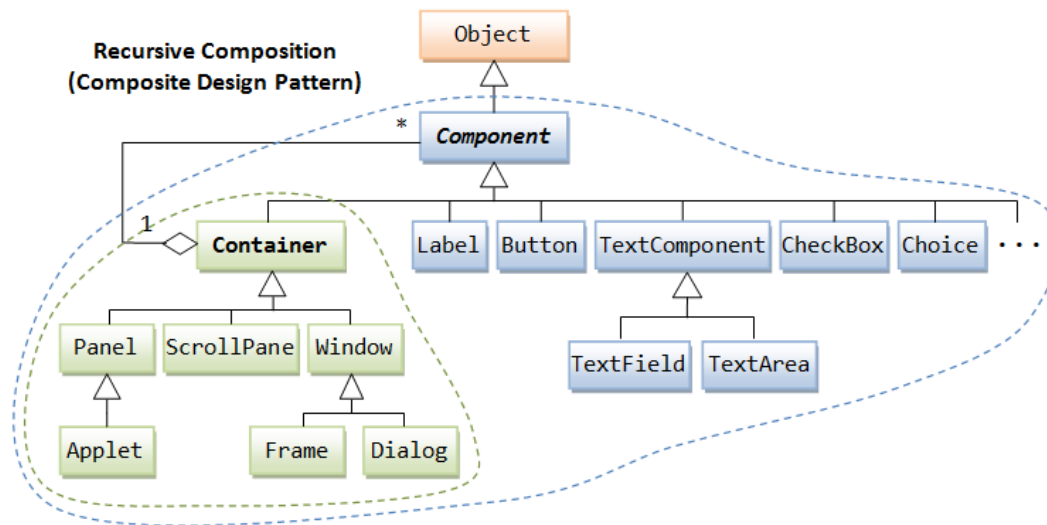 Object
Recursive Composition
(Composite Design Pattern)
*
Component
1
Container
Label
Button
TextComponent
CheckBox
Choice
...
Panel
ScrollPane
Window
TextField
TextArea
Applet
Frame
Dialog